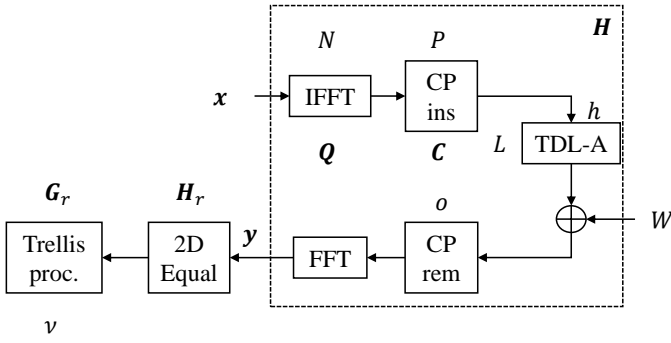 H
N P
x IFFT CP
ins
h
Q C L TDL-A
G_r H_r o W
y
Trellis
proc. 2D
Equal FFT CP
rem
ν